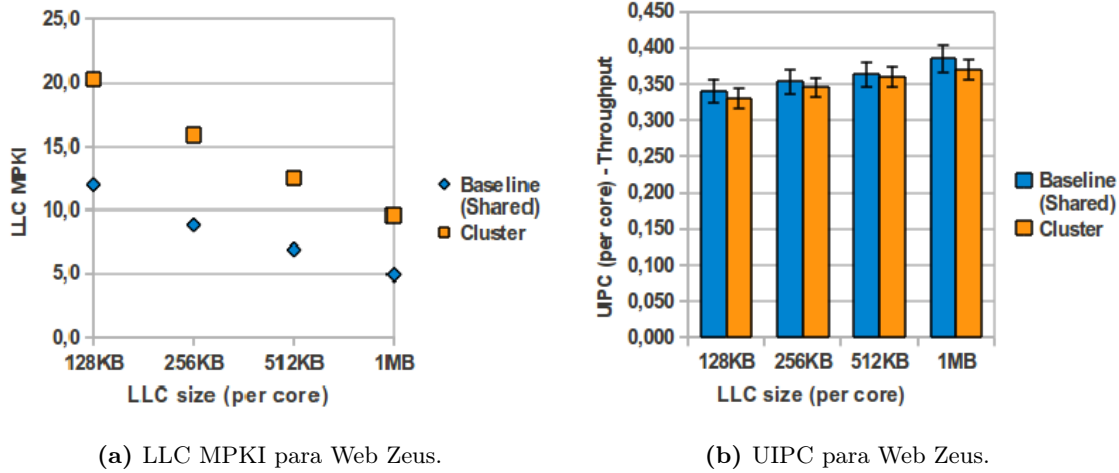 25,0
20,0
15,0
10,0
5,0
0,0
LLC MPKI
128KB 256KB 512KB 1MB
LLC size (per core)
Baseline
(Shared)
Cluster
(a) LLC MPKI para Web Zeus.
0,450
0,400
0,350
0,300
0,250
0,200
0,150
0,100
0,050
0,000
UIPC (per core) - Throughput
128KB 256KB 512KB 1MB
LLC size (per core)
Baseline
(Shared)
Cluster
(b) UIPC para Web Zeus.